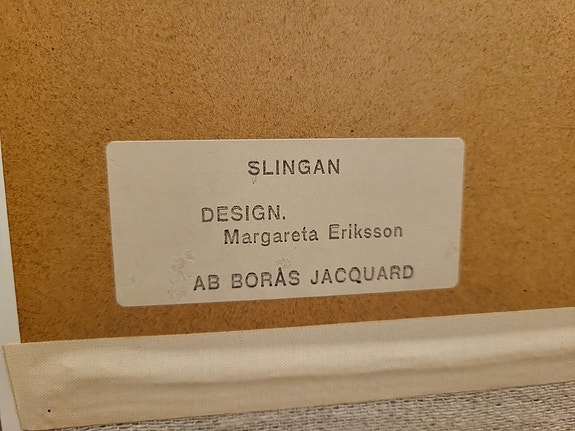 SLINGAN
DESIGN.
Margareta Eriksson
AB BORÅS JACQUARD